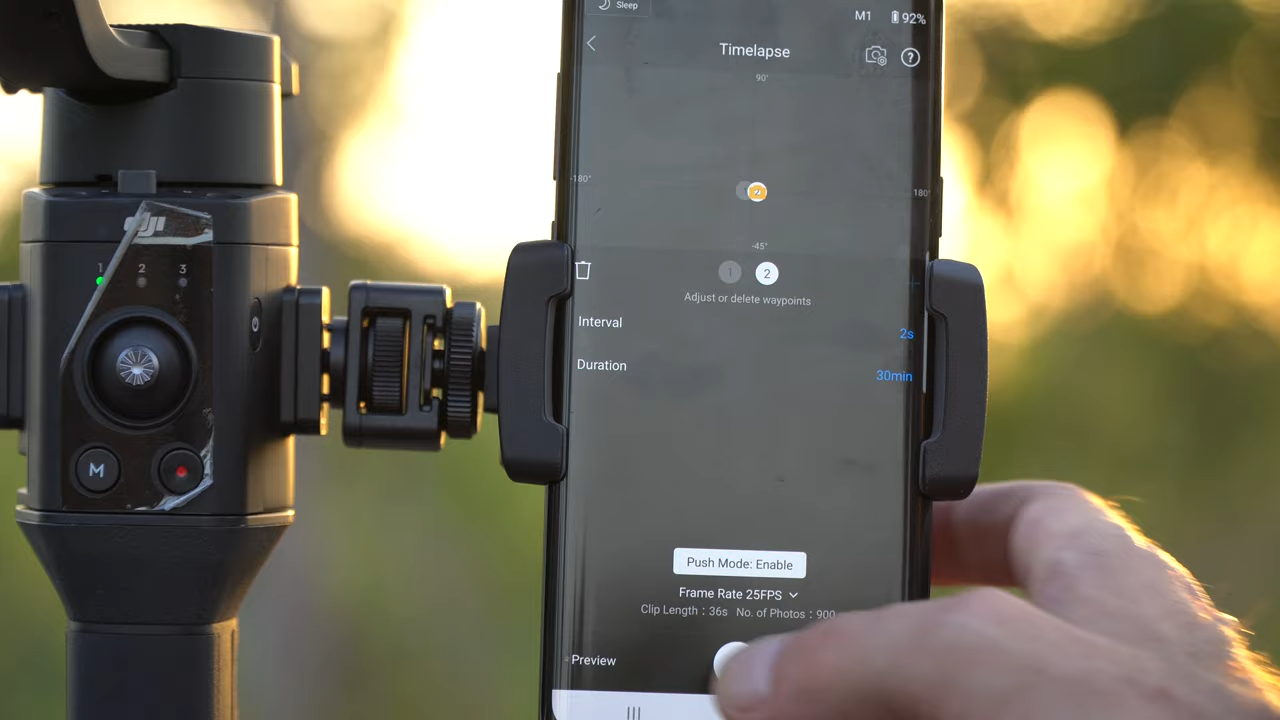 Sleep
M1 92%
Timelapse
90°
-180°
180°
2
-45°
1 2
Adjust or delete waypoints
Interval
2s
Duration
30min
Push Mode: Enable
Frame Rate 25FPS
Clip Length : 36s No. of Photos : 900
Preview
DJI
1 2 3
M